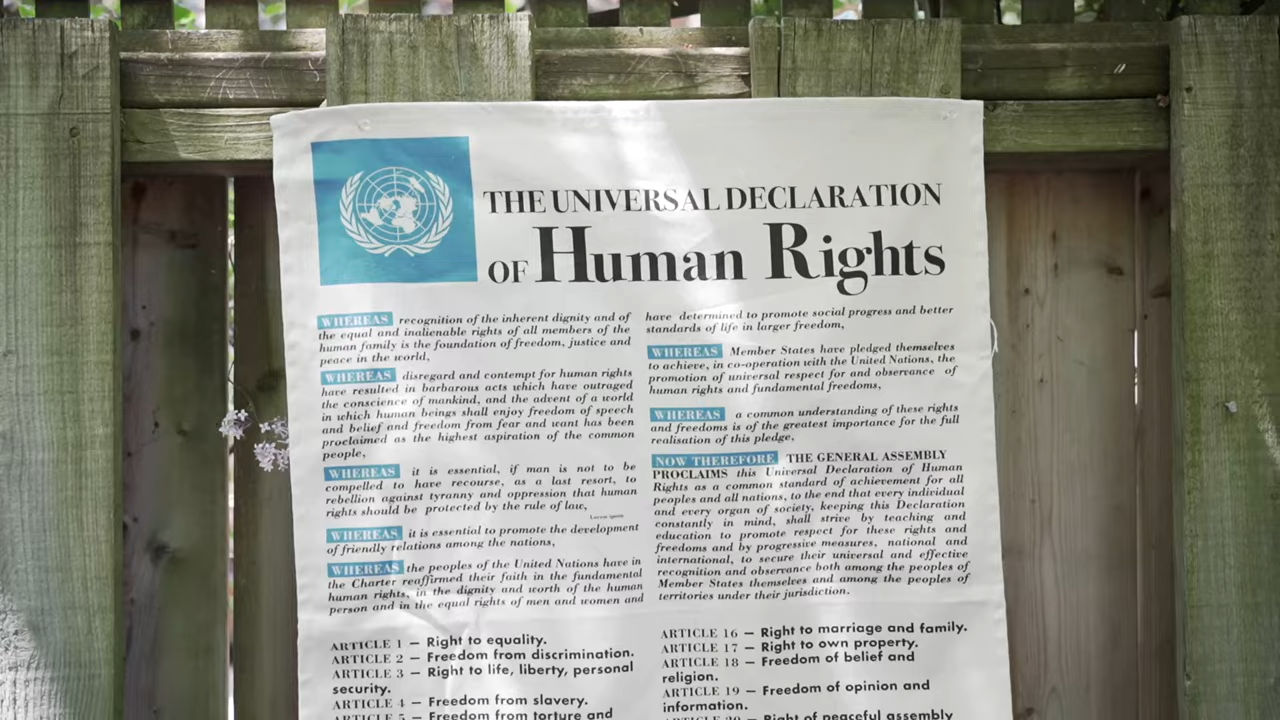 THE UNIVERSAL DECLARATION
OF Human Rights
WHEREAS recognition of the inherent dignity and of
the equal and inalienable rights of all members of the
human family is the foundation of freedom, justice and
peace in the world,
WHEREAS disregard and contempt for human rights
have resulted in barbarous acts which have outraged
the conscience of mankind, and the advent of a world
in which human beings shall enjoy freedom of speech
and belief and freedom from fear and want has been
proclaimed as the highest aspiration of the common
people,
WHEREAS it is essential, if man is not to be
compelled to have recourse, as a last resort, to
rebellion against tyranny and oppression that human
rights should be protected by the rule of law,
Lorem ipsum
WHEREAS it is essential to promote the development
of friendly relations among the nations,
WHEREAS the peoples of the United Nations have in
the Charter reaffirmed their faith in the fundamental
human rights, in the dignity and worth of the human
person and in the equal rights of men and women and
have determined to promote social progress and better
standards of life in larger freedom,
WHEREAS Member States have pledged themselves
to achieve, in co-operation with the United Nations, the
promotion of universal respect for and observance of
human rights and fundamental freedoms,
WHEREAS a common understanding of these rights
and freedoms is of the greatest importance for the full
realisation of this pledge,
NOW THEREFORE THE GENERAL ASSEMBLY
PROCLAIMS this Universal Declaration of Human
Rights as a common standard of achievement for all
peoples and all nations, to the end that every individual
and every organ of society, keeping this Declaration
constantly in mind, shall strive by teaching and
education to promote respect for these rights and
freedoms and by progressive measures, national and
international, to secure their universal and effective
recognition and observance both among the peoples of
Member States themselves and among the peoples of
territories under their jurisdiction.
ARTICLE 1 — Right to equality.
ARTICLE 2 — Freedom from discrimination.
ARTICLE 3 — Right to life, liberty, personal
security.
ARTICLE 4 — Freedom from slavery.
ARTICLE 5 — Freedom from torture and
ARTICLE 16 — Right to marriage and family.
ARTICLE 17 — Right to own property.
ARTICLE 18 — Freedom of belief and
religion.
ARTICLE 19 — Freedom of opinion and
information.
ARTICLE 20 — Right of peaceful assembly